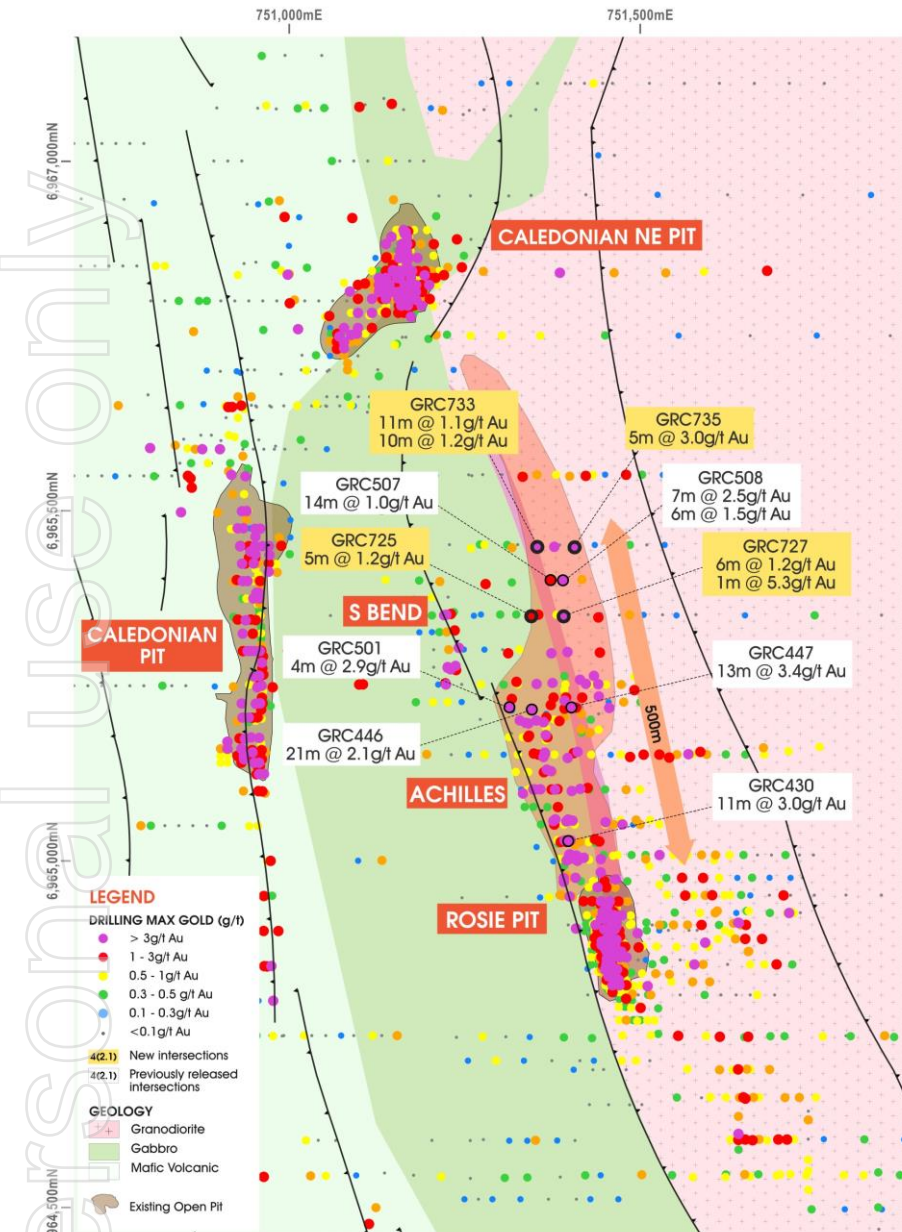 751,000mE
751,500mE
6,967,000mN
CALEDONIAN NE PIT
GRC733
11m @ 1.1g/t Au
10m @ 1.2g/t Au
GRC735
5m @ 3.0g/t Au
GRC507
14m @ 1.0g/t Au
GRC508
7m @ 2.5g/t Au
6m @ 1.5g/t Au
6,965,500mN
GRC725
5m @ 1.2g/t Au
GRC727
6m @ 1.2g/t Au
1m @ 5.3g/t Au
S BEND
CALEDONIAN
PIT
GRC501
4m @ 2.9g/t Au
GRC447
13m @ 3.4g/t Au
500m
GRC446
21m @ 2.1g/t Au
ACHILLES
GRC430
11m @ 3.0g/t Au
6,965,000mN
ROSIE PIT
LEGEND
DRILLING MAX GOLD (g/t)
> 3g/t Au
1 - 3g/t Au
0.5 - 1g/t Au
0.3 - 0.5 g/t Au
0.1 - 0.3g/t Au
<0.1g/t Au
4(2.1) New intersections
4(2.1) Previously released
intersections
GEOLOGY
Granodiorite
Gabbro
Mafic Volcanic
Existing Open Pit
964,500mN
ersonal use only